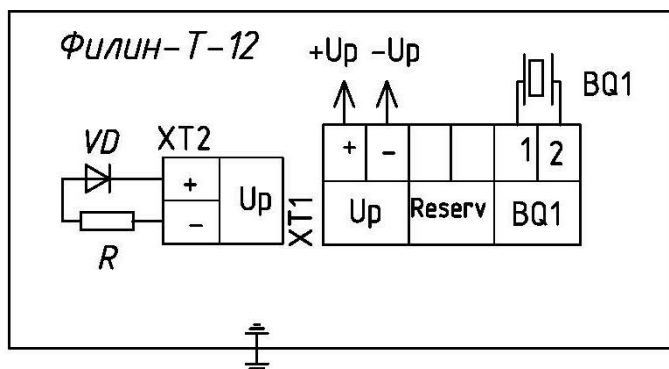 Филин-Т-12
+Up -Up
BQ1
VD
XT2
+
-
Up
R
XT1
+ - 1 2
Up Reserv BQ1